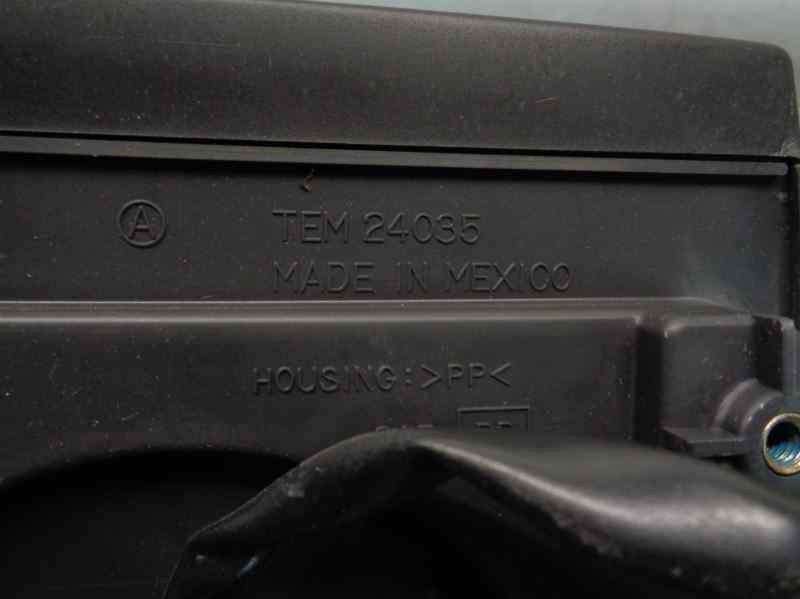 Ⓐ TEM 24035
MADE IN MEXICO
HOUSING: >PP<